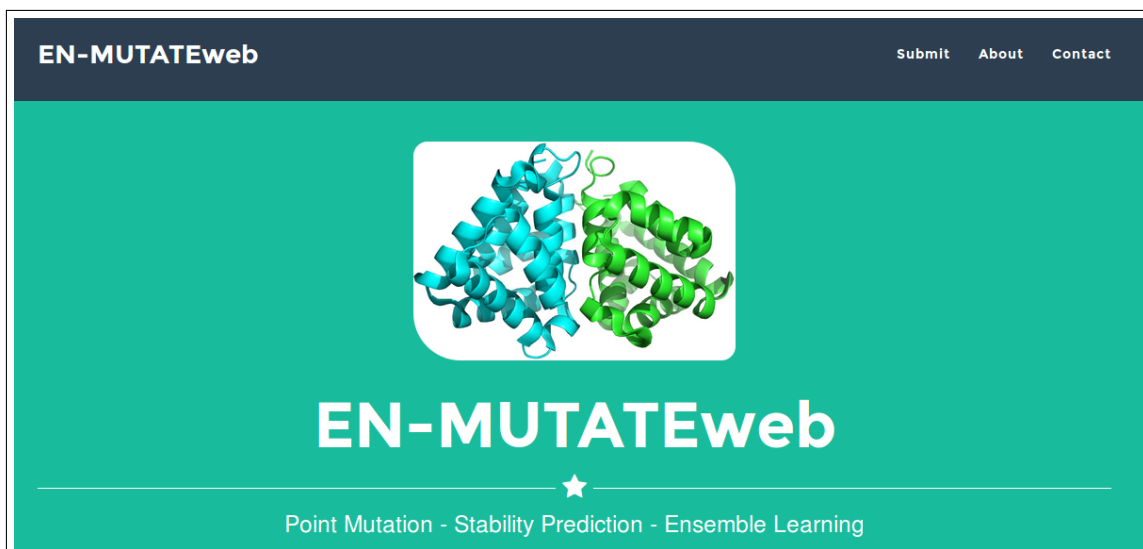 EN-MUTATEweb
Submit About Contact
EN-MUTATEweb
Point Mutation - Stability Prediction - Ensemble Learning